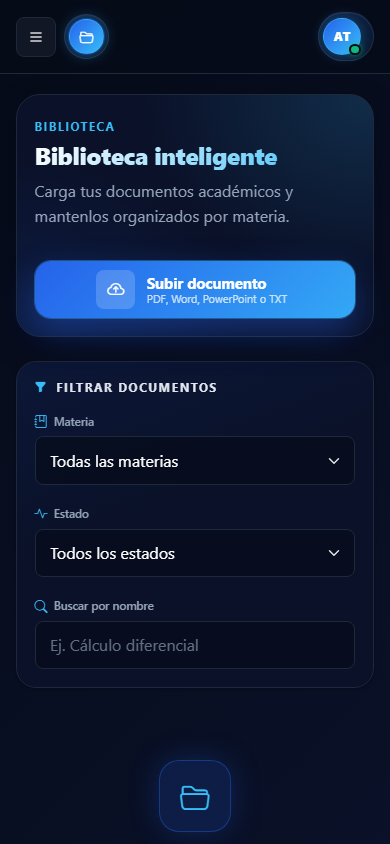 AT
BIBLIOTECA
Biblioteca inteligente
Carga tus documentos académicos y
mantenlos organizados por materia.
Subir documento
PDF, Word, PowerPoint o TXT
FILTRAR DOCUMENTOS
Materia
Todas las materias
Estado
Todos los estados
Buscar por nombre
Ej. Cálculo diferencial